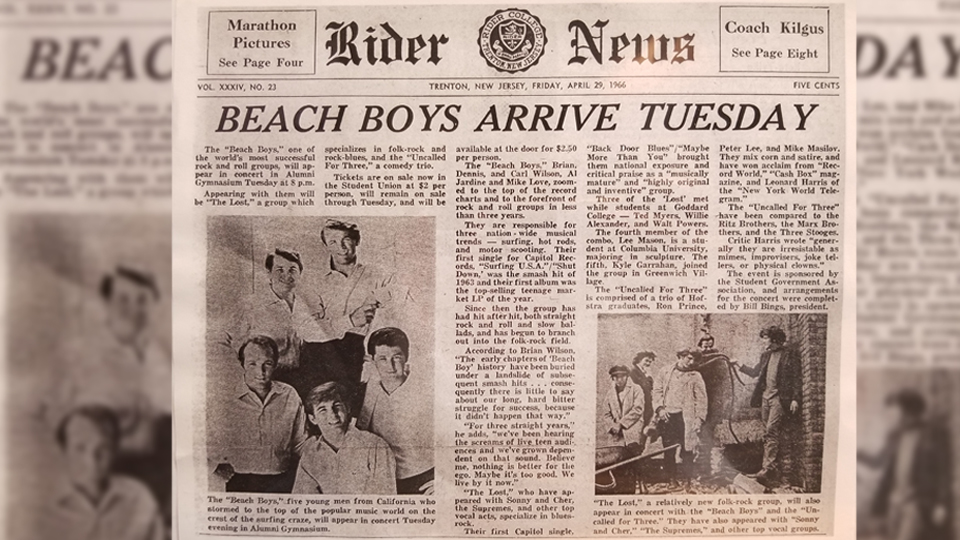 Marathon
Pictures
See Page Four
Rider News
RIDER COLLEGE
TRENTON, NEW JERSEY
Coach Kilgus
See Page Eight
VOL. XXXIV, NO. 23
TRENTON, NEW JERSEY, FRIDAY, APRIL 29, 1966
FIVE CENTS
BEACH BOYS ARRIVE TUESDAY
The "Beach Boys," one of
the world's most successful
rock and roll groups, will ap-
pear in concert in Alumni
Gymnasium Tuesday at 8 p.m.
Appearing with them will
be "The Lost," a group which
specializes in folk-rock and
rock-blues, and the "Uncalled
For Three," a comedy trio.
Tickets are on sale now in
the Student Union at $2 per
person, will remain on sale
through Tuesday, and will be
available at the door for $2.50
per person.
The "Beach Boys," Brian,
Dennis, and Carl Wilson, Al
Jardine and Mike Love, zoom-
ed to the top of the record
charts and to the forefront of
rock and roll groups in less
than three years.
They are responsible for
three nation-wide musical
trends — surfing, hot rods,
and motor scooting. Their
first single for Capitol Rec-
ords, "Surfing U.S.A."/"Shut
Down,' was the smash hit of
1963 and their first album was
the top-selling teenage mar-
ket LP of the year.
Since then the group has
had hit after hit, both straight
rock and roll and slow bal-
lads, and has begun to branch
out into the folk-rock field.
According to Brian Wilson,
"The early chapters of 'Beach
Boy' history have been buried
under a landslide of subse-
quent smash hits . . . conse-
quently there is little to say
about our long, hard bitter
struggle for success, because
it didn't happen that way."
"For three straight years,"
he adds, "we've been hearing
the screams of live teen audi-
ences and we've grown depen-
dent on that sound. Believe
me, nothing is better for the
ego. Maybe it's too good. We
live by it now."
"The Lost," who have ap-
peared with Sonny and Cher,
the Supremes, and other top
vocal acts, specialize in blues-
rock.
Their first Capitol single,
"Back Door Blues"/"Maybe
More Than You" brought
them national exposure and
critical praise as a "musically
mature" and "highly original
and inventive" group.
Three of the 'Lost' met
while students at Goddard
College — Ted Myers, Willie
Alexander, and Walt Powers.
The fourth member of the
combo, Lee Mason, is a stu-
dent at Columbia University,
majoring in sculpture. The
fifth, Kyle Garrahan, joined
the group in Greenwich Vil-
lage.
The "Uncalled For Three"
is comprised of a trio of Hof-
stra graduates, Ron Prince,
Peter Lee, and Mike Masilov.
They mix corn and satire, and
have won acclaim from "Rec-
ord World," "Cash Box" mag-
azine, and Leonard Harris of
the "New York World Tele-
gram."
The "Uncalled For Three"
have been compared to the
Ritz Brothers, the Marx Bro-
thers, and the Three Stooges.
Critic Harris wrote "gener-
ally they are irresistable as
mimes, improvisers, joke tel-
lers, or physical clowns."
The event is sponsored by
the Student Government As-
sociation, and arrangements
for the concert were complet-
ed by Bill Bings, president.
The "Beach Boys," five young men from California who
stormed to the top of the popular music world on the
crest of the surfing craze, will appear in concert Tuesday
evening in Alumni Gymnasium.
"The Lost," a relatively new folk-rock group, will also
appear in concert with the "Beach Boys" and the "Un-
called for Three." They have also appeared with "Sonny
and Cher," "The Supremes," and other top vocal groups.